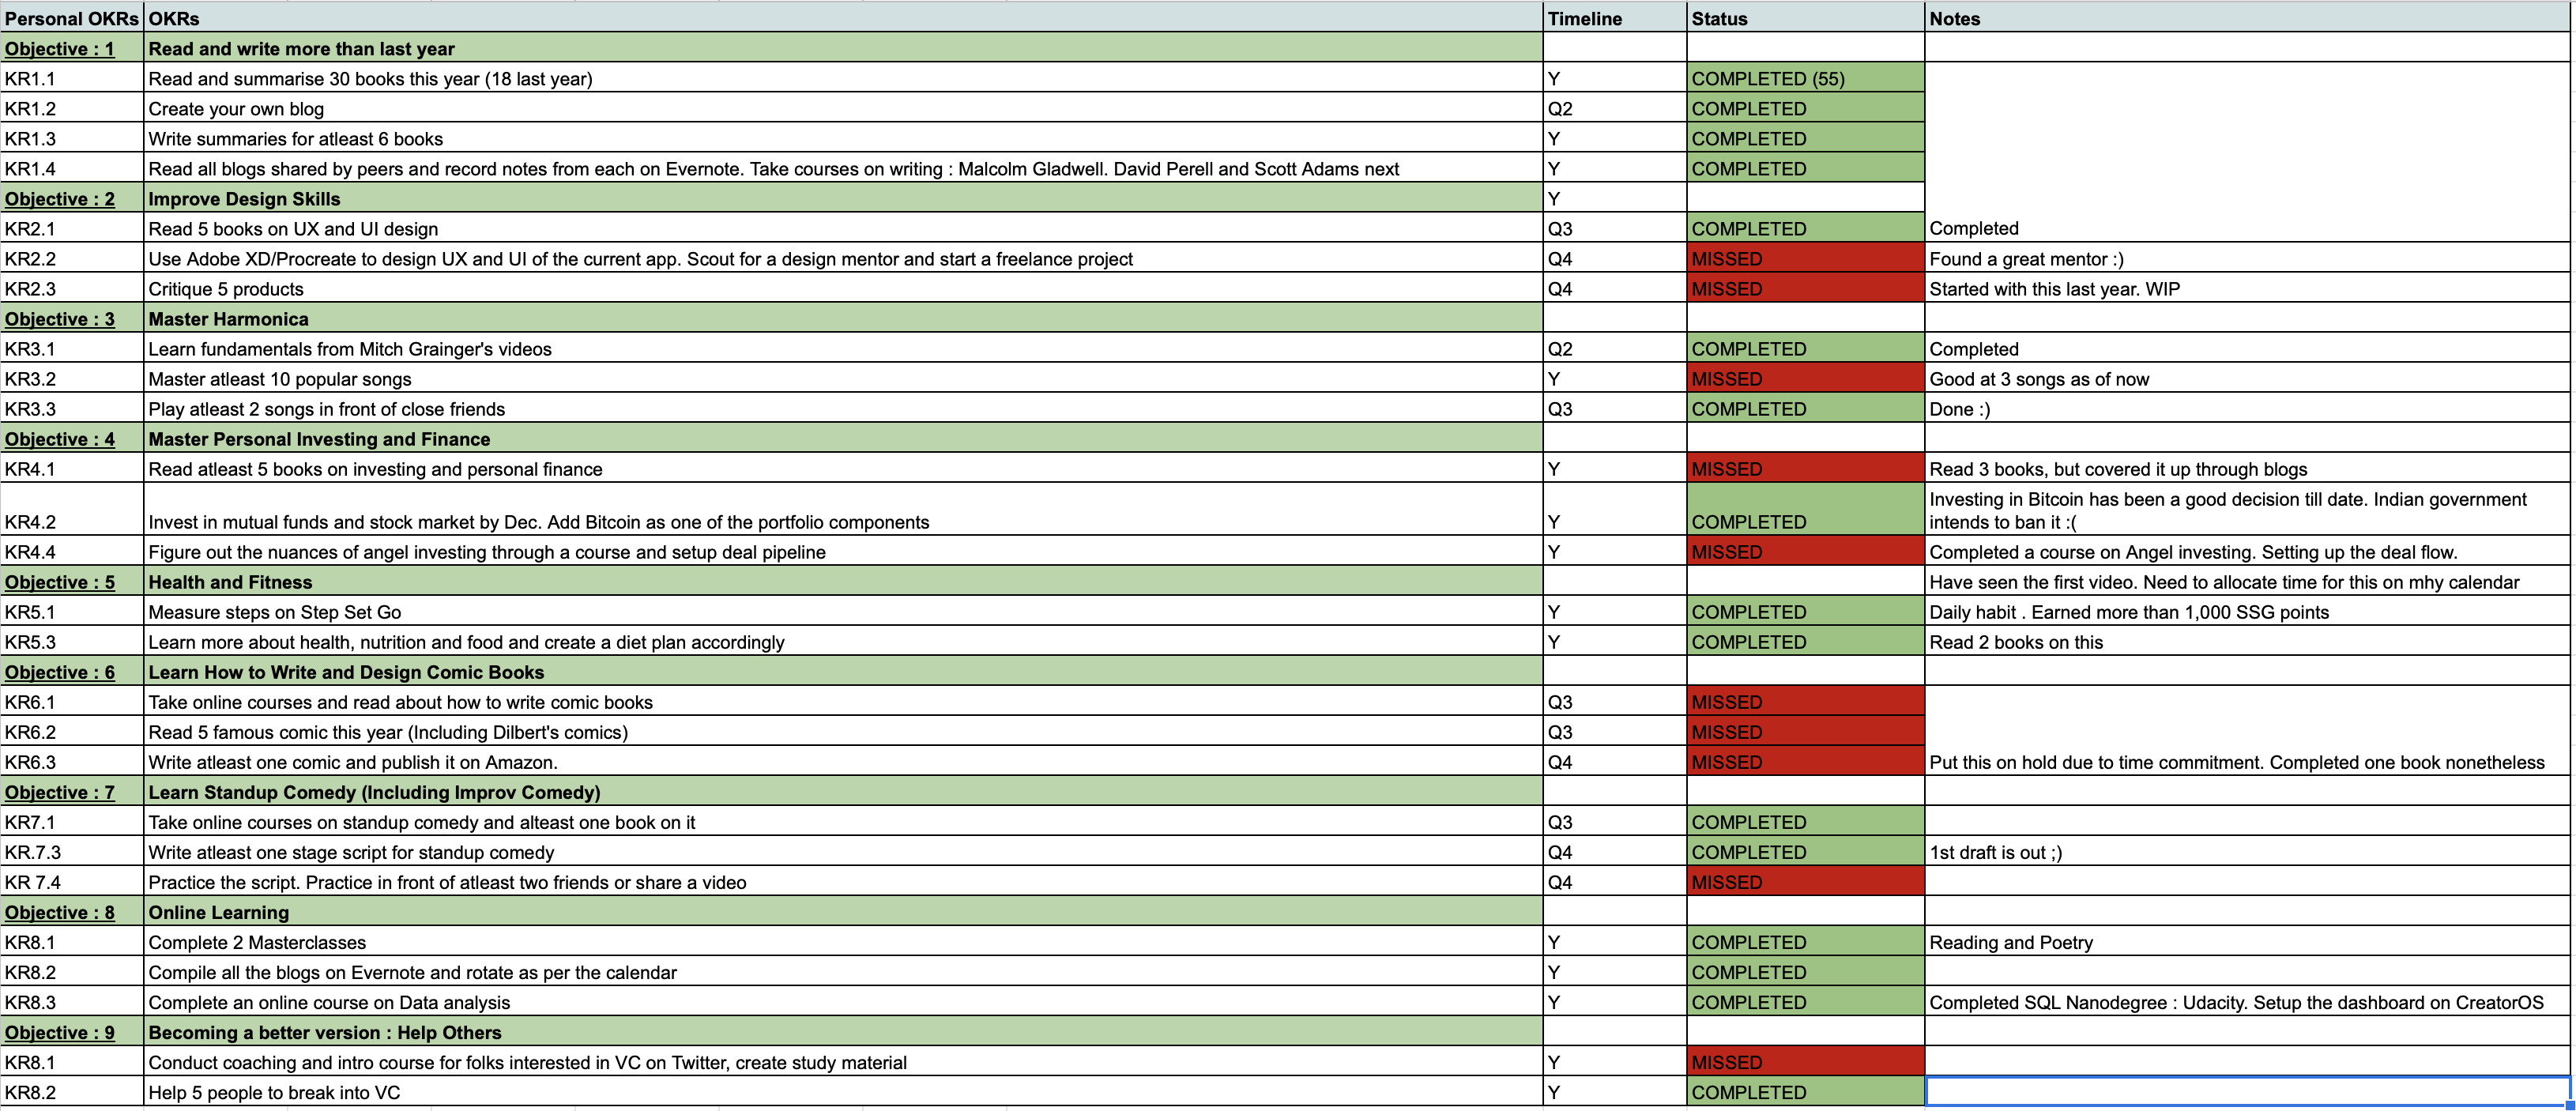 Personal OKRs OKRs Timeline Status Notes
Objective : 1 Read and write more than last year
KR1.1 Read and summarise 30 books this year (18 last year) Y COMPLETED (55)
KR1.2 Create your own blog Q2 COMPLETED
KR1.3 Write summaries for atleast 6 books Y COMPLETED
KR1.4 Read all blogs shared by peers and record notes from each on Evernote. Take courses on writing : Malcolm Gladwell. David Perell and Scott Adams next Y COMPLETED
Objective : 2 Improve Design Skills Y
KR2.1 Read 5 books on UX and UI design Q3 COMPLETED Completed
KR2.2 Use Adobe XD/Procreate to design UX and UI of the current app. Scout for a design mentor and start a freelance project Q4 MISSED Found a great mentor :)
KR2.3 Critique 5 products Q4 MISSED Started with this last year. WIP
Objective : 3 Master Harmonica
KR3.1 Learn fundamentals from Mitch Grainger's videos Q2 COMPLETED Completed
KR3.2 Master atleast 10 popular songs Y MISSED Good at 3 songs as of now
KR3.3 Play atleast 2 songs in front of close friends Q3 COMPLETED Done :)
Objective : 4 Master Personal Investing and Finance
KR4.1 Read atleast 5 books on investing and personal finance Y MISSED Read 3 books, but covered it up through blogs
Investing in Bitcoin has been a good decision till date. Indian government
KR4.2 Invest in mutual funds and stock market by Dec. Add Bitcoin as one of the portfolio components Y COMPLETED intends to ban it :(
KR4.4 Figure out the nuances of angel investing through a course and setup deal pipeline Y MISSED Completed a course on Angel investing. Setting up the deal flow.
Objective : 5 Health and Fitness Have seen the first video. Need to allocate time for this on mhy calendar
KR5.1 Measure steps on Step Set Go Y COMPLETED Daily habit . Earned more than 1,000 SSG points
KR5.3 Learn more about health, nutrition and food and create a diet plan accordingly Y COMPLETED Read 2 books on this
Objective : 6 Learn How to Write and Design Comic Books
KR6.1 Take online courses and read about how to write comic books Q3 MISSED
KR6.2 Read 5 famous comic this year (Including Dilbert's comics) Q3 MISSED
KR6.3 Write atleast one comic and publish it on Amazon. Q4 MISSED Put this on hold due to time commitment. Completed one book nonetheless
Objective : 7 Learn Standup Comedy (Including Improv Comedy)
KR7.1 Take online courses on standup comedy and alteast one book on it Q3 COMPLETED
KR.7.3 Write atleast one stage script for standup comedy Q4 COMPLETED 1st draft is out ;)
KR 7.4 Practice the script. Practice in front of atleast two friends or share a video Q4 MISSED
Objective : 8 Online Learning
KR8.1 Complete 2 Masterclasses Y COMPLETED Reading and Poetry
KR8.2 Compile all the blogs on Evernote and rotate as per the calendar Y COMPLETED
KR8.3 Complete an online course on Data analysis Y COMPLETED Completed SQL Nanodegree : Udacity. Setup the dashboard on CreatorOS
Objective : 9 Becoming a better version : Help Others
KR8.1 Conduct coaching and intro course for folks interested in VC on Twitter, create study material Y MISSED
KR8.2 Help 5 people to break into VC Y COMPLETED